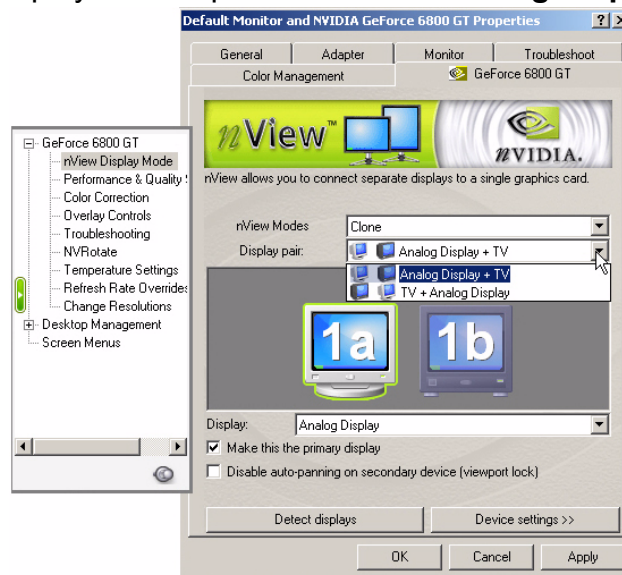 Default Monitor and NVIDIA GeForce 6800 GT Properties
General Adapter Monitor Troubleshoot
Color Management GeForce 6800 GT
nView™
NVIDIA.
nView allows you to connect separate displays to a single graphics card.
GeForce 6800 GT
nView Display Mode
Performance & Quality
Color Correction
Overlay Controls
Troubleshooting
NVRotate
Temperature Settings
Refresh Rate Overrides
Change Resolutions
Desktop Management
Screen Menus
nView Modes Clone
Display pair: Analog Display + TV
Analog Display + TV
TV + Analog Display
1a 1b
Display: Analog Display
Make this the primary display
Disable auto-panning on secondary device (viewport lock)
Detect displays Device settings >>
OK Cancel Apply